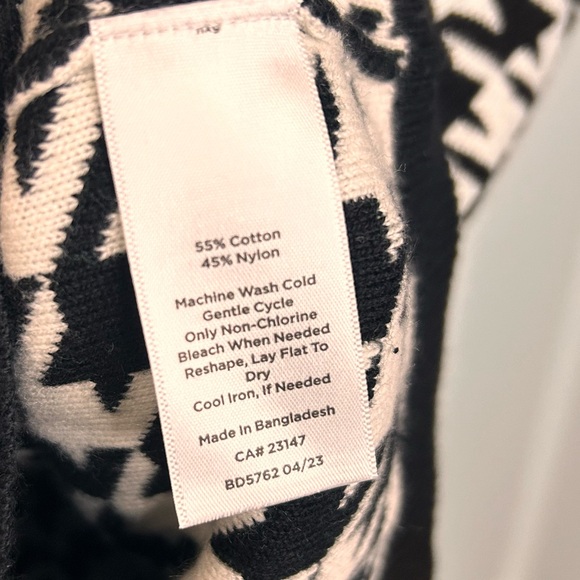 55% Cotton
45% Nylon
Machine Wash Cold
Gentle Cycle
Only Non-Chlorine
Bleach When Needed
Reshape, Lay Flat To
Dry
Cool Iron, If Needed
Made In Bangladesh
CA# 23147
BD5762 04/23